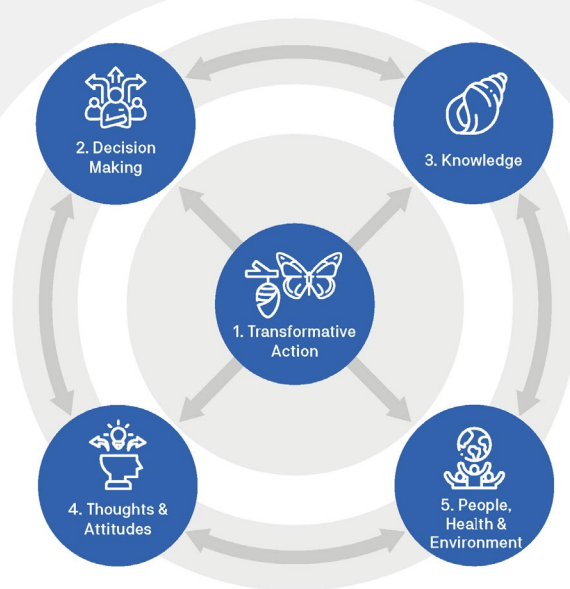 2. Decision
Making
3. Knowledge
1. Transformative
Action
4. Thoughts &
Attitudes
5. People,
Health &
Environment